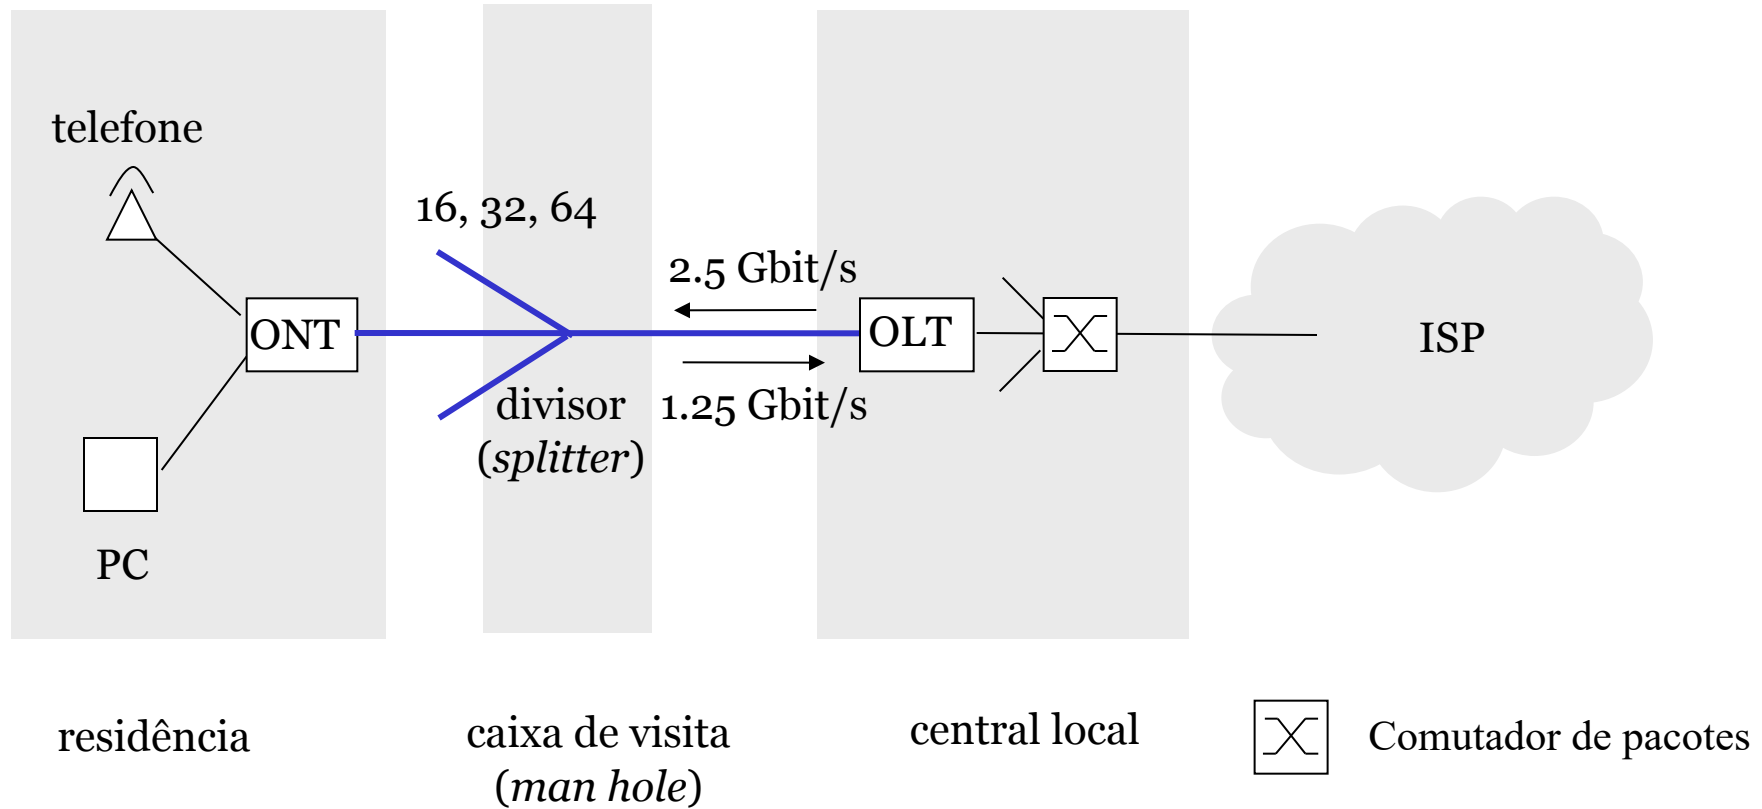 telefone
16, 32, 64
2.5 Gbit/s
ONT
OLT
ISP
divisor
(splitter)
1.25 Gbit/s
PC
residência
caixa de visita
(man hole)
central local
Comutador de pacotes